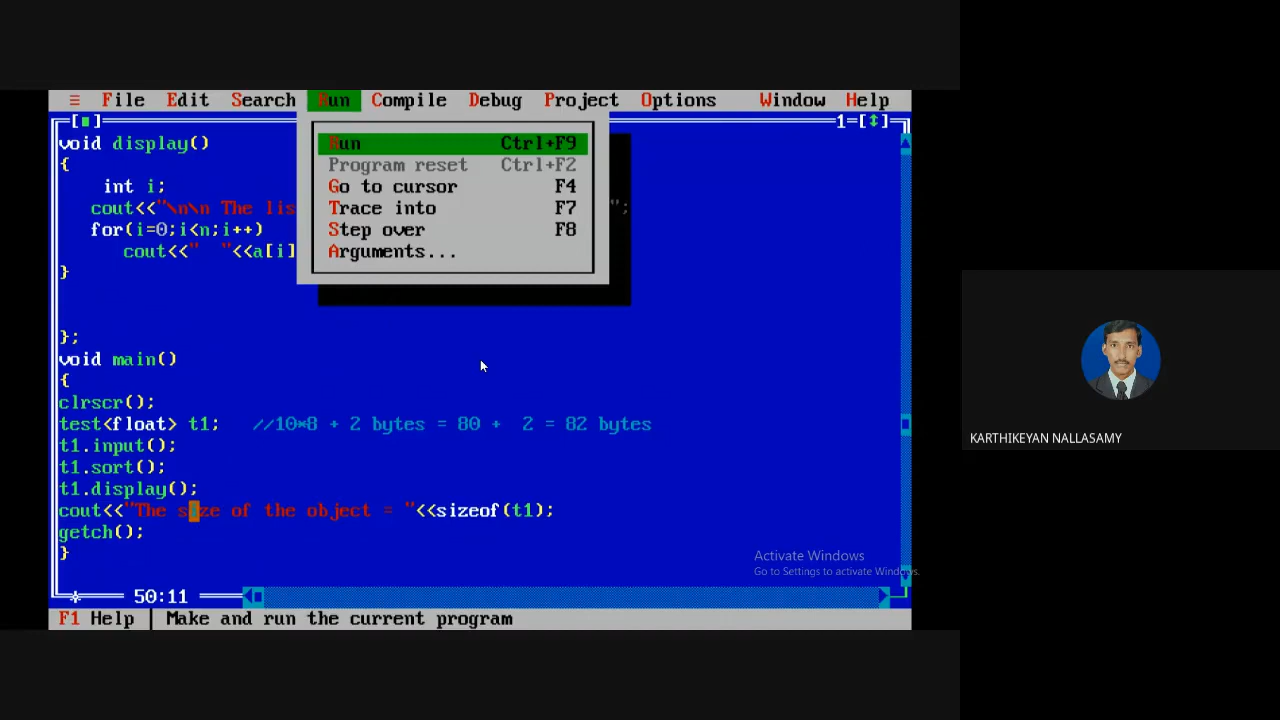 ≡ File Edit Search Run Compile Debug Project Options Window Help
[■] 1=[↕]
Run Ctrl+F9
Program reset Ctrl+F2
Go to cursor F4
Trace into F7
Step over F8
Arguments...
void display()
{
int i;
cout<<"\n\n The lis ";
for(i=0;i<n;i++)
cout<<"  "<<a[i]
}
};
void main()
{
clrscr();
test<float> t1; //10*8 + 2 bytes = 80 + 2 = 82 bytes
t1.input();
t1.sort();
t1.display();
cout<<"The size of the object = "<<sizeof(t1);
getch();
}
50:11
F1 Help │ Make and run the current program
Activate Windows
Go to Settings to activate Windows.
KARTHIKEYAN NALLASAMY